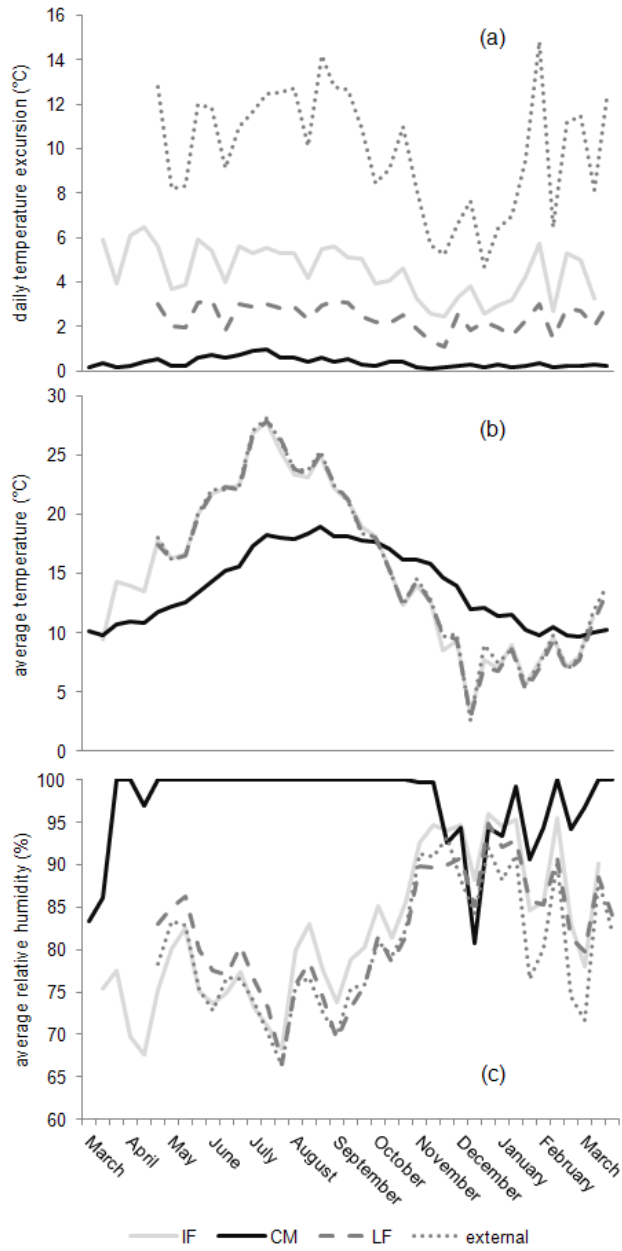 16
14
12
10
8
6
4
2
0
daily temperature excursion (°C)
(a)
30
25
20
15
10
5
0
average temperature (°C)
(b)
100
95
90
85
80
75
70
65
60
average relative humidity (%)
(c)
March
April
May
June
July
August
September
October
November
December
January
February
March
IF CM LF external